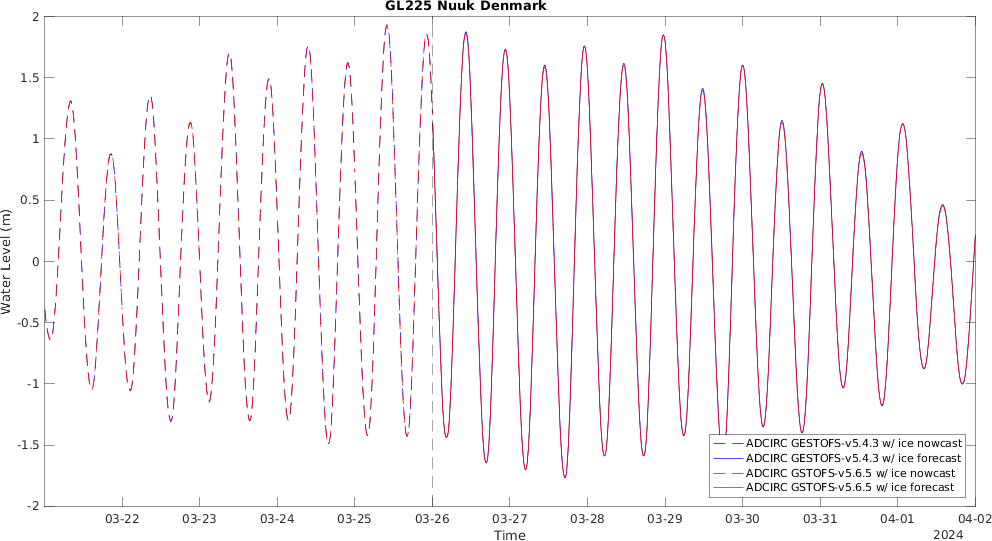 GL225 Nuuk Denmark
Water Level (m)
2
1.5
1
0.5
0
-0.5
-1
-1.5
-2
ADCIRC GESTOFS-v5.4.3 w/ ice nowcast
ADCIRC GESTOFS-v5.4.3 w/ ice forecast
ADCIRC GSTOFS-v5.6.5 w/ ice nowcast
ADCIRC GSTOFS-v5.6.5 w/ ice forecast
03-22 03-23 03-24 03-25 03-26 03-27 03-28 03-29 03-30 03-31 04-01 04-02
Time
2024